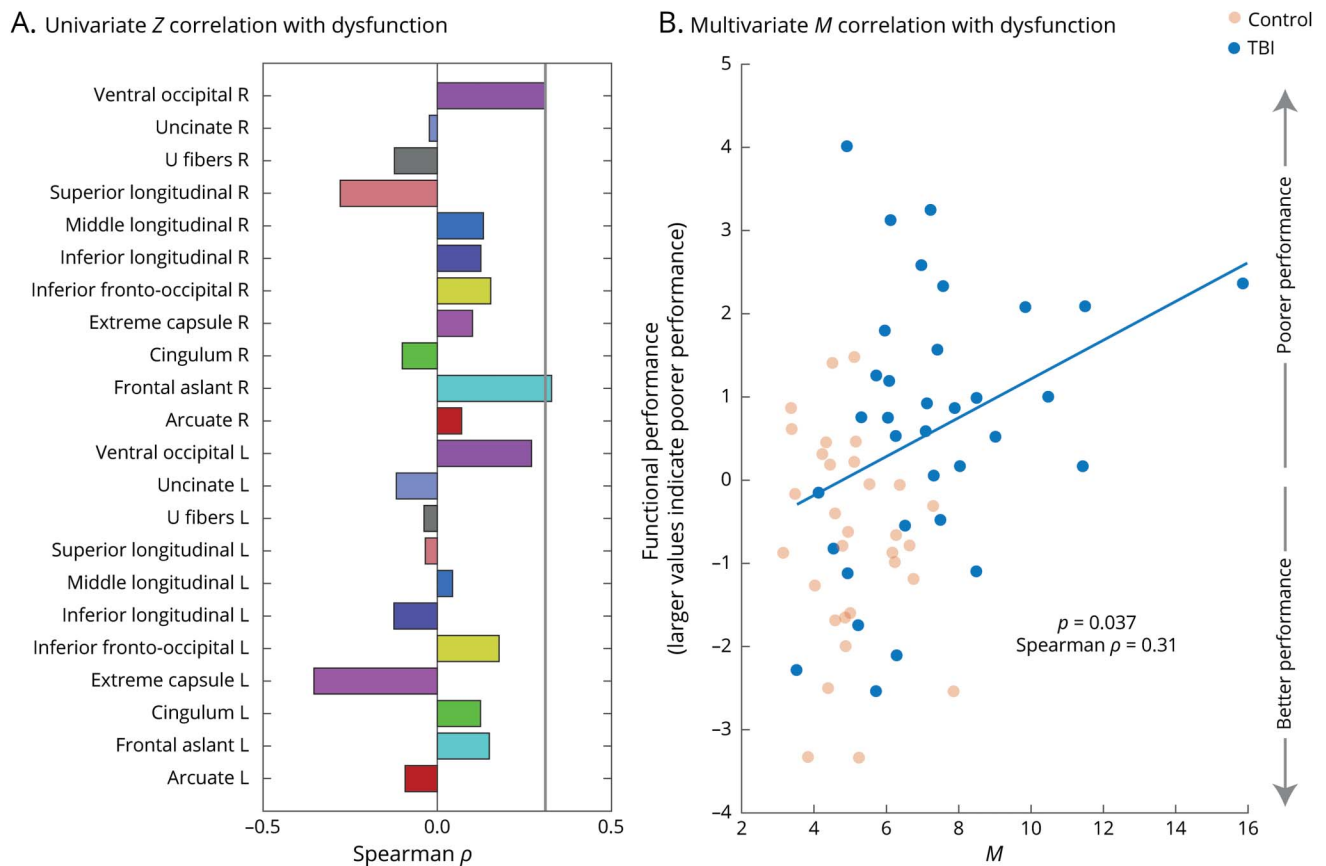 A. Univariate Z correlation with dysfunction
Ventral occipital R
Uncinate R
U fibers R
Superior longitudinal R
Middle longitudinal R
Inferior longitudinal R
Inferior fronto-occipital R
Extreme capsule R
Cingulum R
Frontal aslant R
Arcuate R
Ventral occipital L
Uncinate L
U fibers L
Superior longitudinal L
Middle longitudinal L
Inferior longitudinal L
Inferior fronto-occipital L
Extreme capsule L
Cingulum L
Frontal aslant L
Arcuate L
−0.5 0.0 0.5
Spearman ρ
B. Multivariate M correlation with dysfunction
Control
TBI
Functional performance
(larger values indicate poorer performance)
5
4
3
2
1
0
−1
−2
−3
−4
2 4 6 8 10 12 14 16
M
p = 0.037
Spearman ρ = 0.31
Poorer performance
Better performance